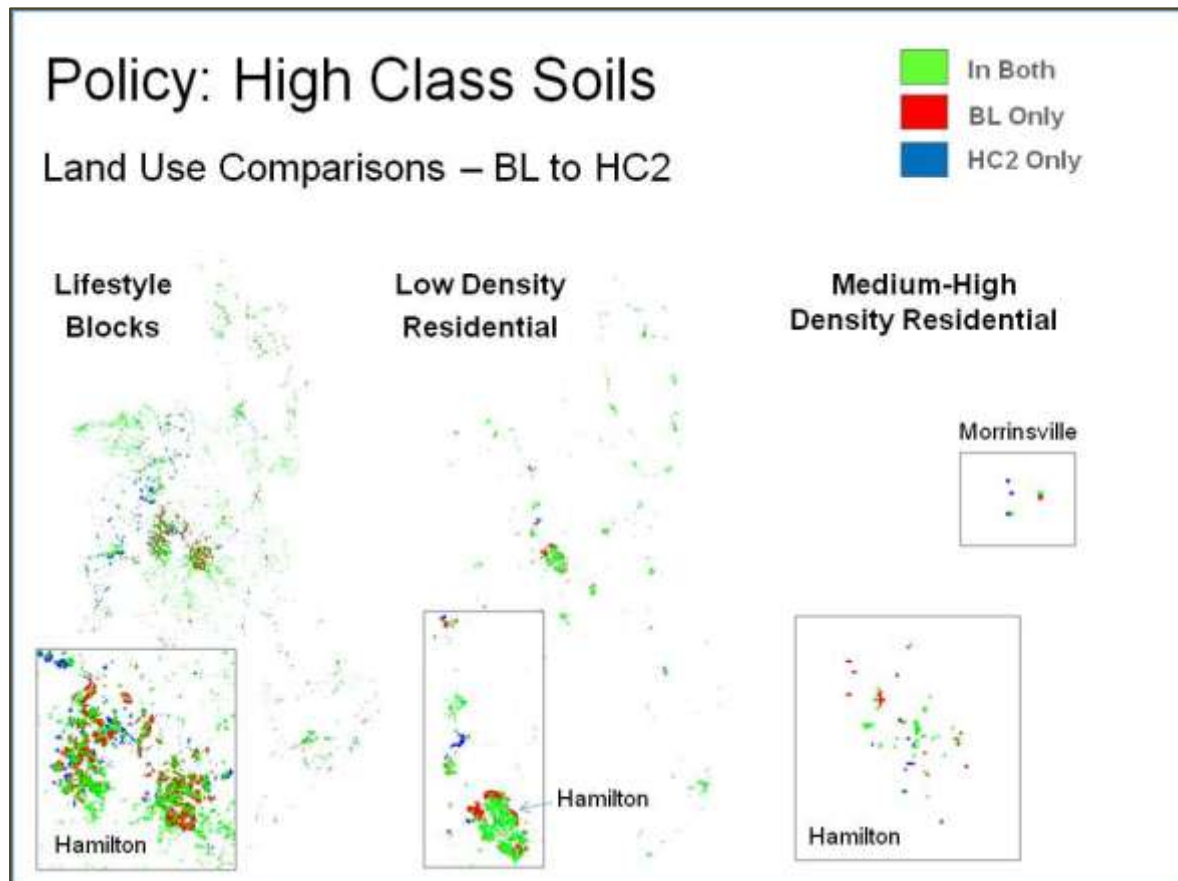 Policy: High Class Soils
Land Use Comparisons – BL to HC2
In Both
BL Only
HC2 Only
Lifestyle
Blocks
Low Density
Residential
Medium-High
Density Residential
Morrinsville
Hamilton
Hamilton
Hamilton